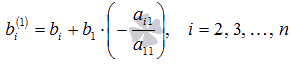 b_i^{(1)} = b_i + b_1 · (− a_{i1} / a_{11}), i = 2, 3, …, n